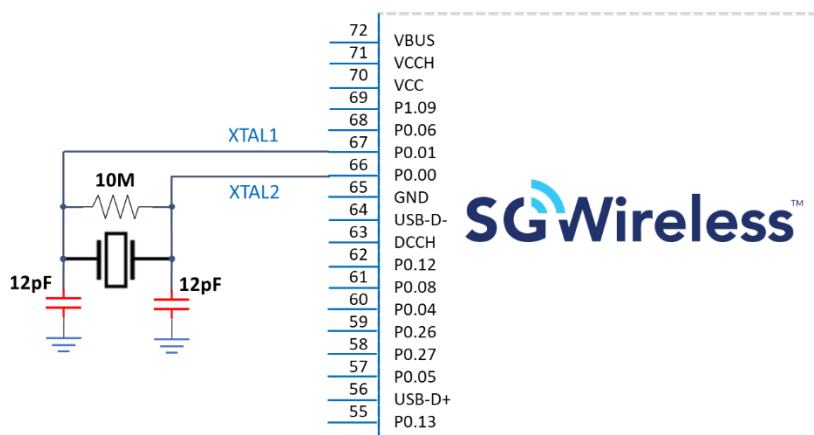 72 VBUS
71 VCCH
70 VCC
69 P1.09
68 P0.06
XTAL1 67 P0.01
66 P0.00
10M
XTAL2
65 GND
64 USB-D-
63 DCCH
62 P0.12
12pF 12pF
61 P0.08
60 P0.04
59 P0.26
58 P0.27
57 P0.05
56 USB-D+
55 P0.13
SGWireless™